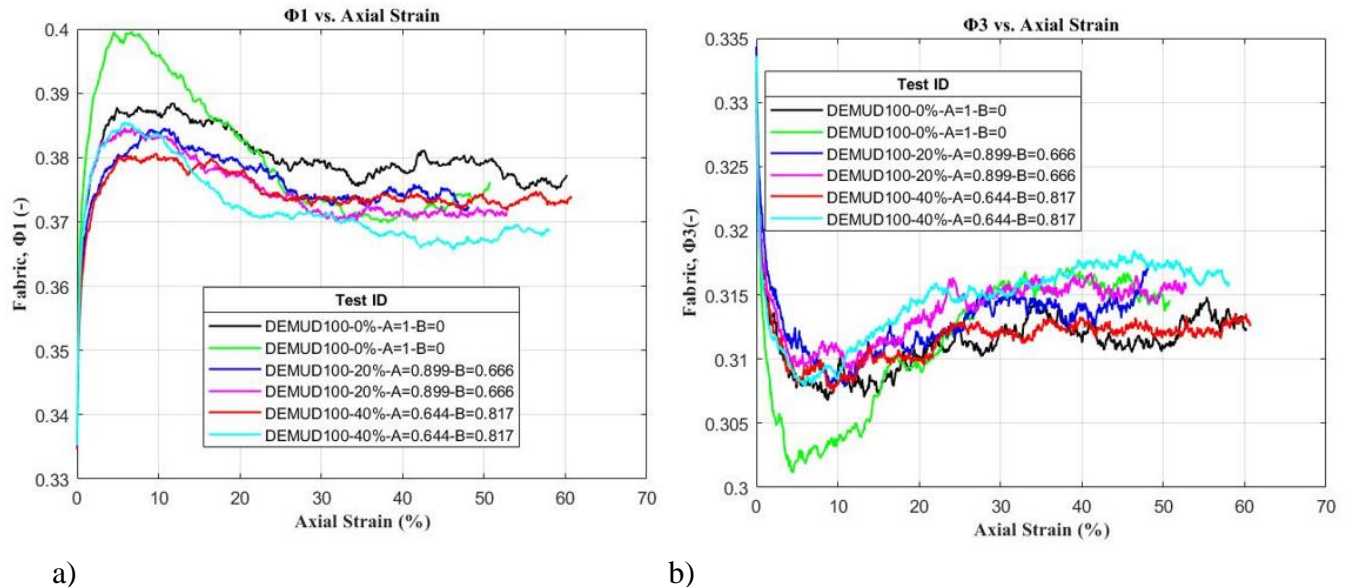 Φ1 vs. Axial Strain
0.4
0.39
0.38
0.37
0.36
0.35
0.34
0.33
Fabric, Φ1 (-)
Test ID
DEMUD100-0%-A=1-B=0
DEMUD100-0%-A=1-B=0
DEMUD100-20%-A=0.899-B=0.666
DEMUD100-20%-A=0.899-B=0.666
DEMUD100-40%-A=0.644-B=0.817
DEMUD100-40%-A=0.644-B=0.817
0 10 20 30 40 50 60 70
Axial Strain (%)
a)
Φ3 vs. Axial Strain
0.335
0.33
0.325
0.32
0.315
0.31
0.305
0.3
Fabric, Φ3(-)
Test ID
DEMUD100-0%-A=1-B=0
DEMUD100-0%-A=1-B=0
DEMUD100-20%-A=0.899-B=0.666
DEMUD100-20%-A=0.899-B=0.666
DEMUD100-40%-A=0.644-B=0.817
DEMUD100-40%-A=0.644-B=0.817
0 10 20 30 40 50 60 70
Axial Strain (%)
b)